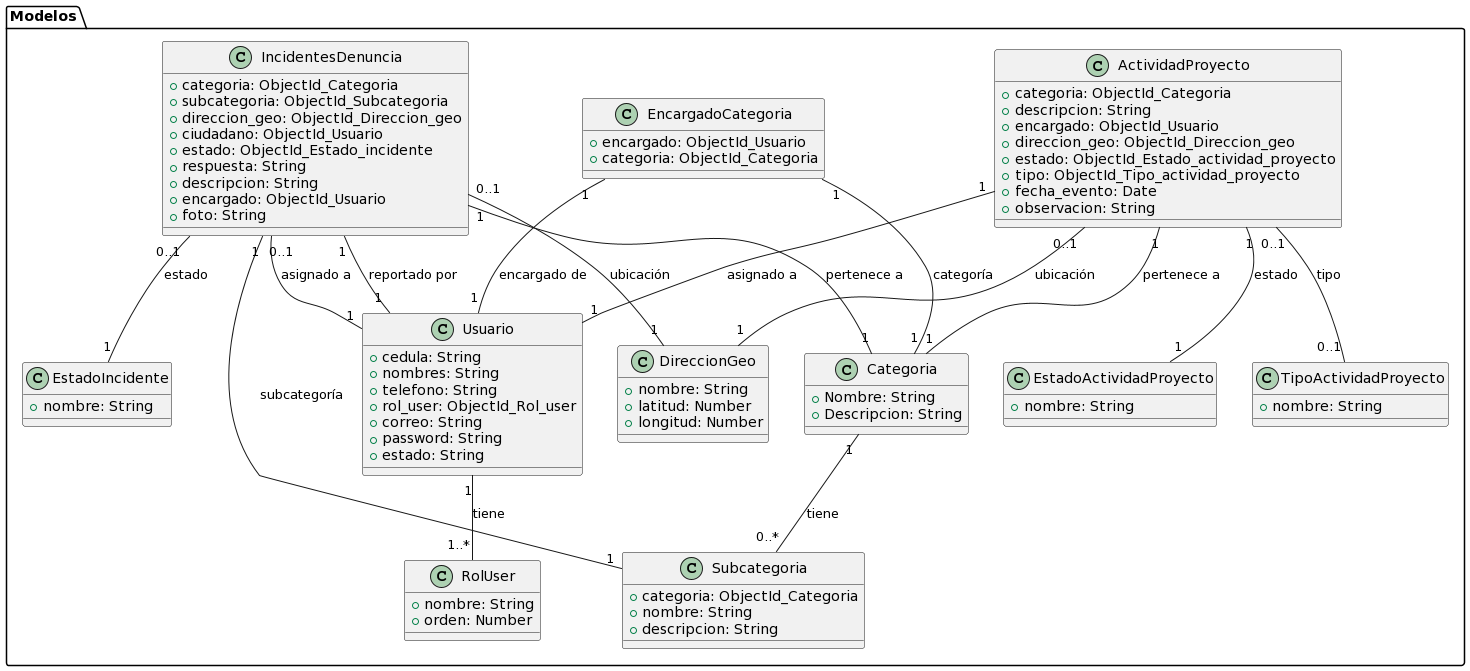 Modelos
C IncidentesDenuncia
categoria: ObjectId_Categoria
subcategoria: ObjectId_Subcategoria
direccion_geo: ObjectId_Direccion_geo
ciudadano: ObjectId_Usuario
estado: ObjectId_Estado_incidente
respuesta: String
descripcion: String
encargado: ObjectId_Usuario
foto: String
C EncargadoCategoria
encargado: ObjectId_Usuario
categoria: ObjectId_Categoria
C ActividadProyecto
categoria: ObjectId_Categoria
descripcion: String
encargado: ObjectId_Usuario
direccion_geo: ObjectId_Direccion_geo
estado: ObjectId_Estado_actividad_proyecto
tipo: ObjectId_Tipo_actividad_proyecto
fecha_evento: Date
observacion: String
0..1
1
1
1
1
0..1
1
0..1
1
0..1
1
1
0..1
estado
asignado a
reportado por
encargado de
ubicación
asignado a
pertenece a
categoría
ubicación
pertenece a
estado
tipo
1
1
1
1
1
1
1
1
1
1
1
0..1
C EstadoIncidente
nombre: String
C Usuario
cedula: String
nombres: String
telefono: String
rol_user: ObjectId_Rol_user
correo: String
password: String
estado: String
C DireccionGeo
nombre: String
latitud: Number
longitud: Number
C Categoria
Nombre: String
Descripcion: String
C EstadoActividadProyecto
nombre: String
C TipoActividadProyecto
nombre: String
subcategoría
1
tiene
1..*
1
tiene
0..*
1
C RolUser
nombre: String
orden: Number
C Subcategoria
categoria: ObjectId_Categoria
nombre: String
descripcion: String